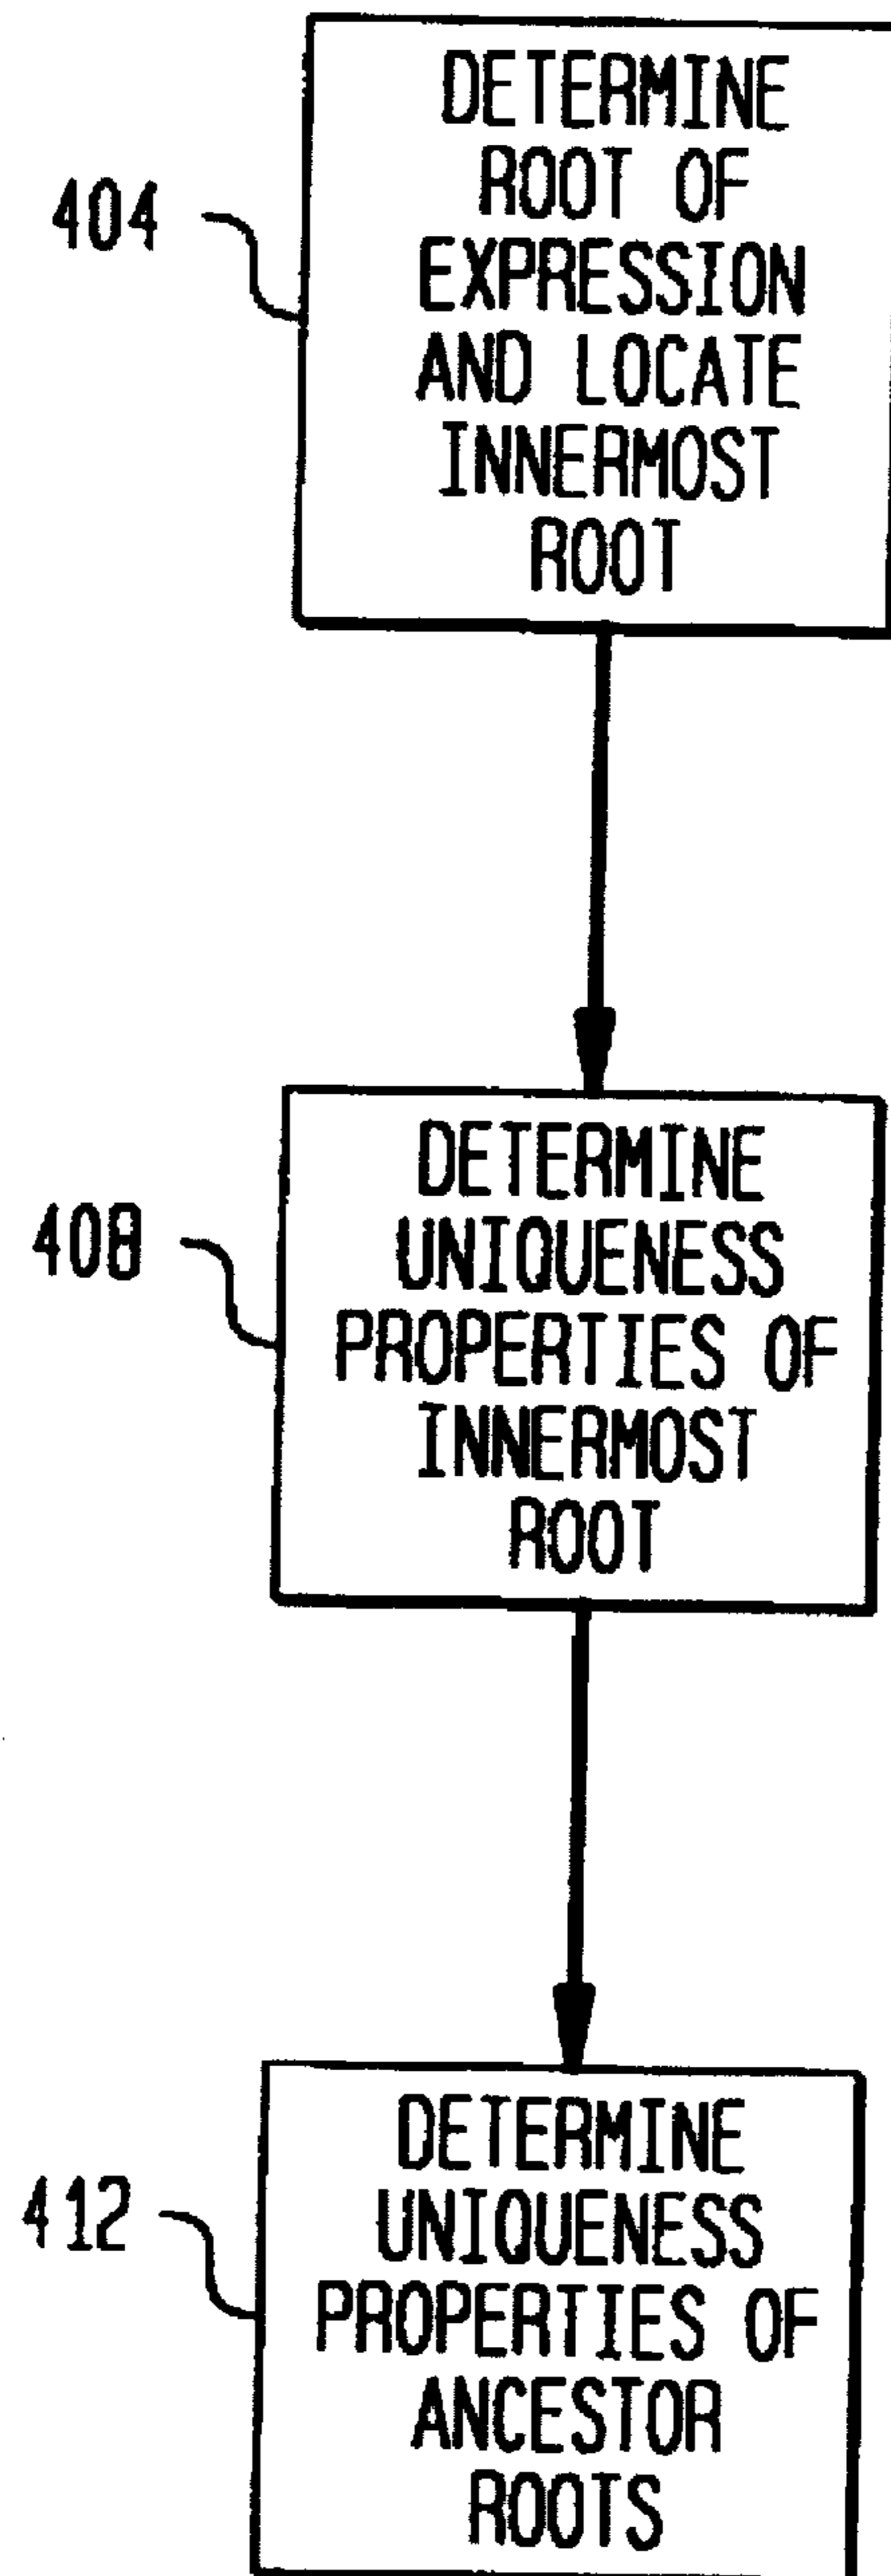 404
DETERMINE
ROOT OF
EXPRESSION
AND LOCATE
INNERMOST
ROOT
408
DETERMINE
UNIQUENESS
PROPERTIES OF
INNERMOST
ROOT
412
DETERMINE
UNIQUENESS
PROPERTIES OF
ANCESTOR
ROOTS